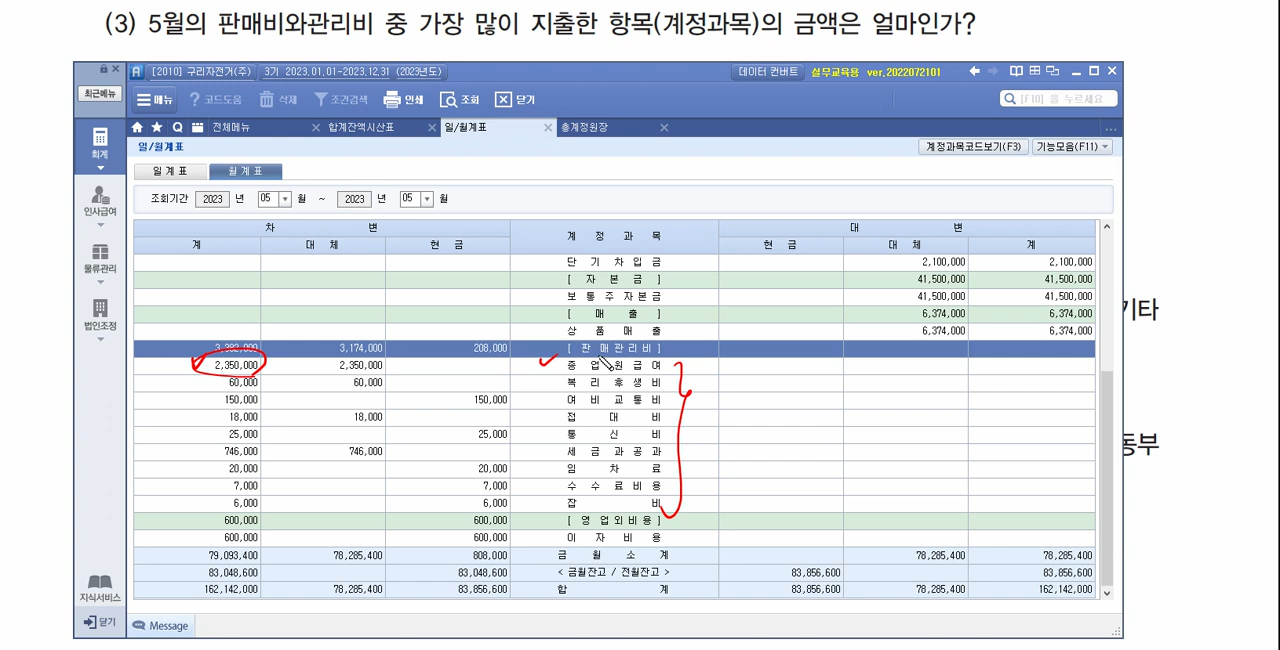 (3) 5월의 판매비와관리비 중 가장 많이 지출한 항목(계정과목)의 금액은 얼마인가?
[2010] 구리자전거(주) 3기 2023.01.01-2023.12.31 (2023년도) 데이터 컨버트 실무교육용 ver.2022072101
최근메뉴 메뉴 ? 코드도움 삭제 조건검색 인쇄 조회 닫기 [F10] 을 누르세요
전체메뉴 합계잔액시산표 일/월계표 총계정원장
회계
일/월계표 계정과목코드보기(F3) 기능모음(F11)
일 계 표 월 계 표
조회기간 2023 년 05 월 ~ 2023 년 05 월
인사급여
물류관리
법인조정
차 변 계 정 과 목 대 변
계 대 체 현 금 현 금 대 체 계
단 기 차 입 금 2,100,000 2,100,000
[ 자 본 금 ] 41,500,000 41,500,000
보 통 주 자 본 금 41,500,000 41,500,000
[ 매 출 ] 6,374,000 6,374,000
상 품 매 출 6,374,000 6,374,000
3,382,000 3,174,000 208,000 [ 판 매 관 리 비 ]
2,350,000 2,350,000 종 업 원 급 여
60,000 60,000 복 리 후 생 비
150,000 150,000 여 비 교 통 비
18,000 18,000 접 대 비
25,000 25,000 통 신 비
746,000 746,000 세 금 과 공 과
20,000 20,000 임 차 료
7,000 7,000 수 수 료 비 용
6,000 6,000 잡 비
600,000 600,000 [ 영 업 외 비 용 ]
600,000 600,000 이 자 비 용
79,093,400 78,285,400 808,000 금 월 소 계 78,285,400 78,285,400
83,048,600 83,048,600 < 금월잔고 / 전월잔고 > 83,856,600 83,856,600
162,142,000 78,285,400 83,856,600 합 계 83,856,600 78,285,400 162,142,000
지식서비스
닫기
Message
기타
동부